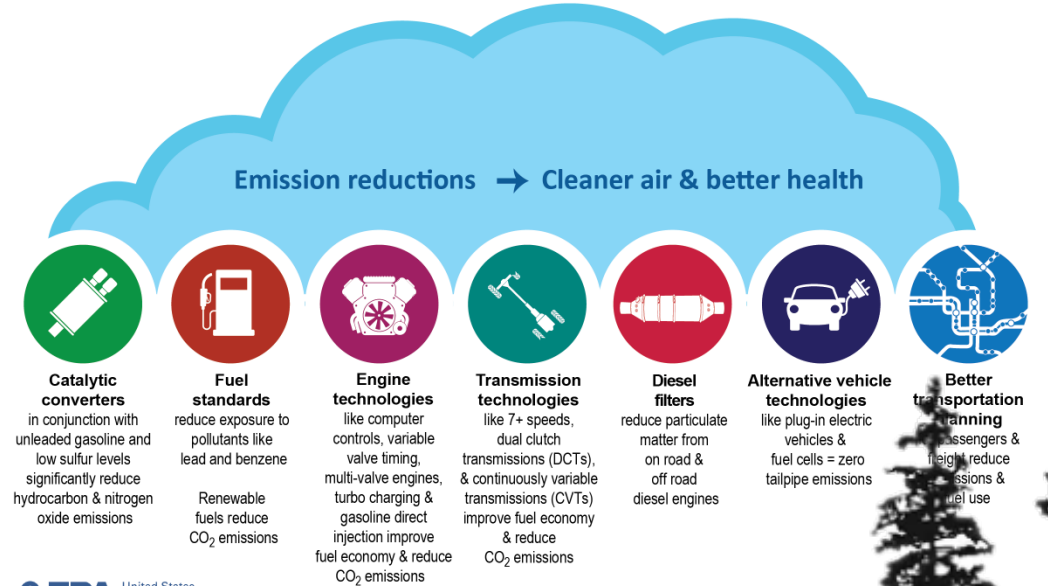 Emission reductions → Cleaner air & better health
Catalytic
converters
in conjunction with
unleaded gasoline and
low sulfur levels
significantly reduce
hydrocarbon & nitrogen
oxide emissions
Fuel
standards
reduce exposure to
pollutants like
lead and benzene
Renewable
fuels reduce
CO2 emissions
Engine
technologies
like computer
controls, variable
valve timing,
multi-valve engines,
turbo charging &
gasoline direct
injection improve
fuel economy & reduce
CO2 emissions
Transmission
technologies
like 7+ speeds,
dual clutch
transmissions (DCTs),
& continuously variable
transmissions (CVTs)
improve fuel economy
& reduce
CO2 emissions
Diesel
filters
reduce particulate
matter from
on road &
off road
diesel engines
Alternative vehicle
technologies
like plug-in electric
vehicles &
fuel cells = zero
tailpipe emissions
Better
transportation
&
freight reduce
&
use
United States